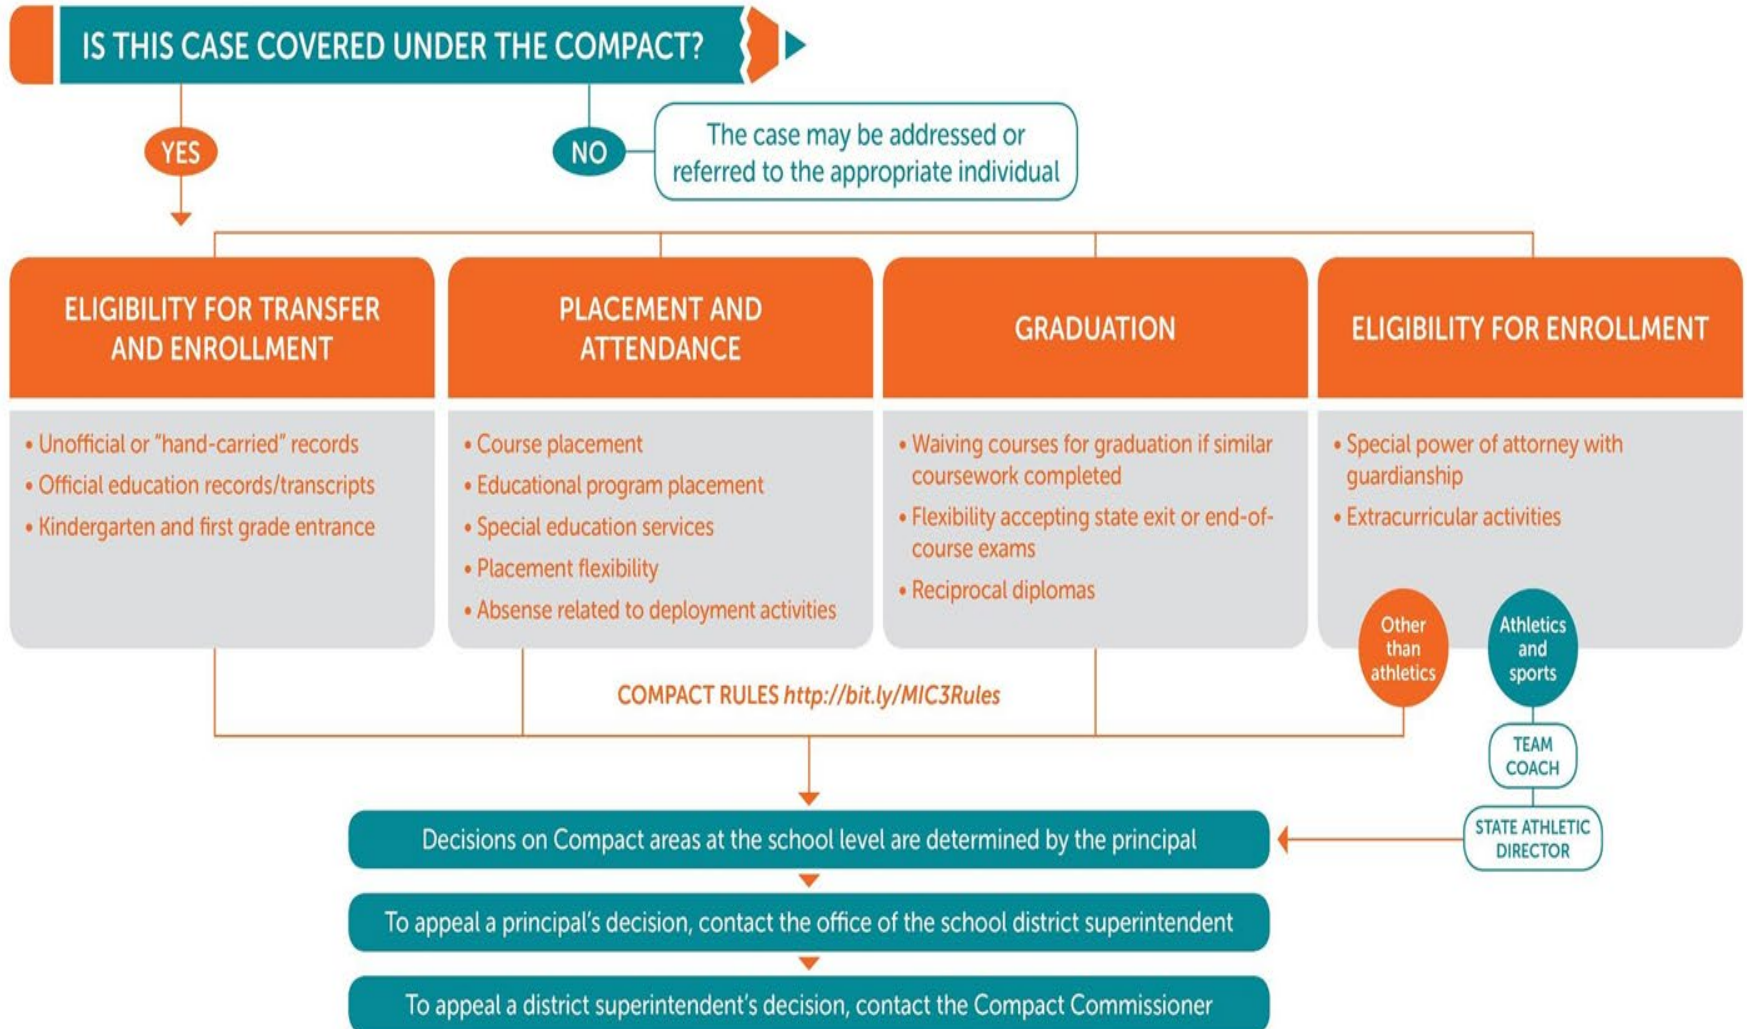 IS THIS CASE COVERED UNDER THE COMPACT?
YES
NO
The case may be addressed or
referred to the appropriate individual
ELIGIBILITY FOR TRANSFER
AND ENROLLMENT
• Unofficial or "hand-carried" records
• Official education records/transcripts
• Kindergarten and first grade entrance
PLACEMENT AND
ATTENDANCE
• Course placement
• Educational program placement
• Special education services
• Placement flexibility
• Absense related to deployment activities
GRADUATION
• Waiving courses for graduation if similar
coursework completed
• Flexibility accepting state exit or end-of-
course exams
• Reciprocal diplomas
ELIGIBILITY FOR ENROLLMENT
• Special power of attorney with
guardianship
• Extracurricular activities
Other
than
athletics
Athletics
and
sports
COMPACT RULES http://bit.ly/MIC3Rules
TEAM
COACH
STATE ATHLETIC
DIRECTOR
Decisions on Compact areas at the school level are determined by the principal
To appeal a principal's decision, contact the office of the school district superintendent
To appeal a district superintendent's decision, contact the Compact Commissioner